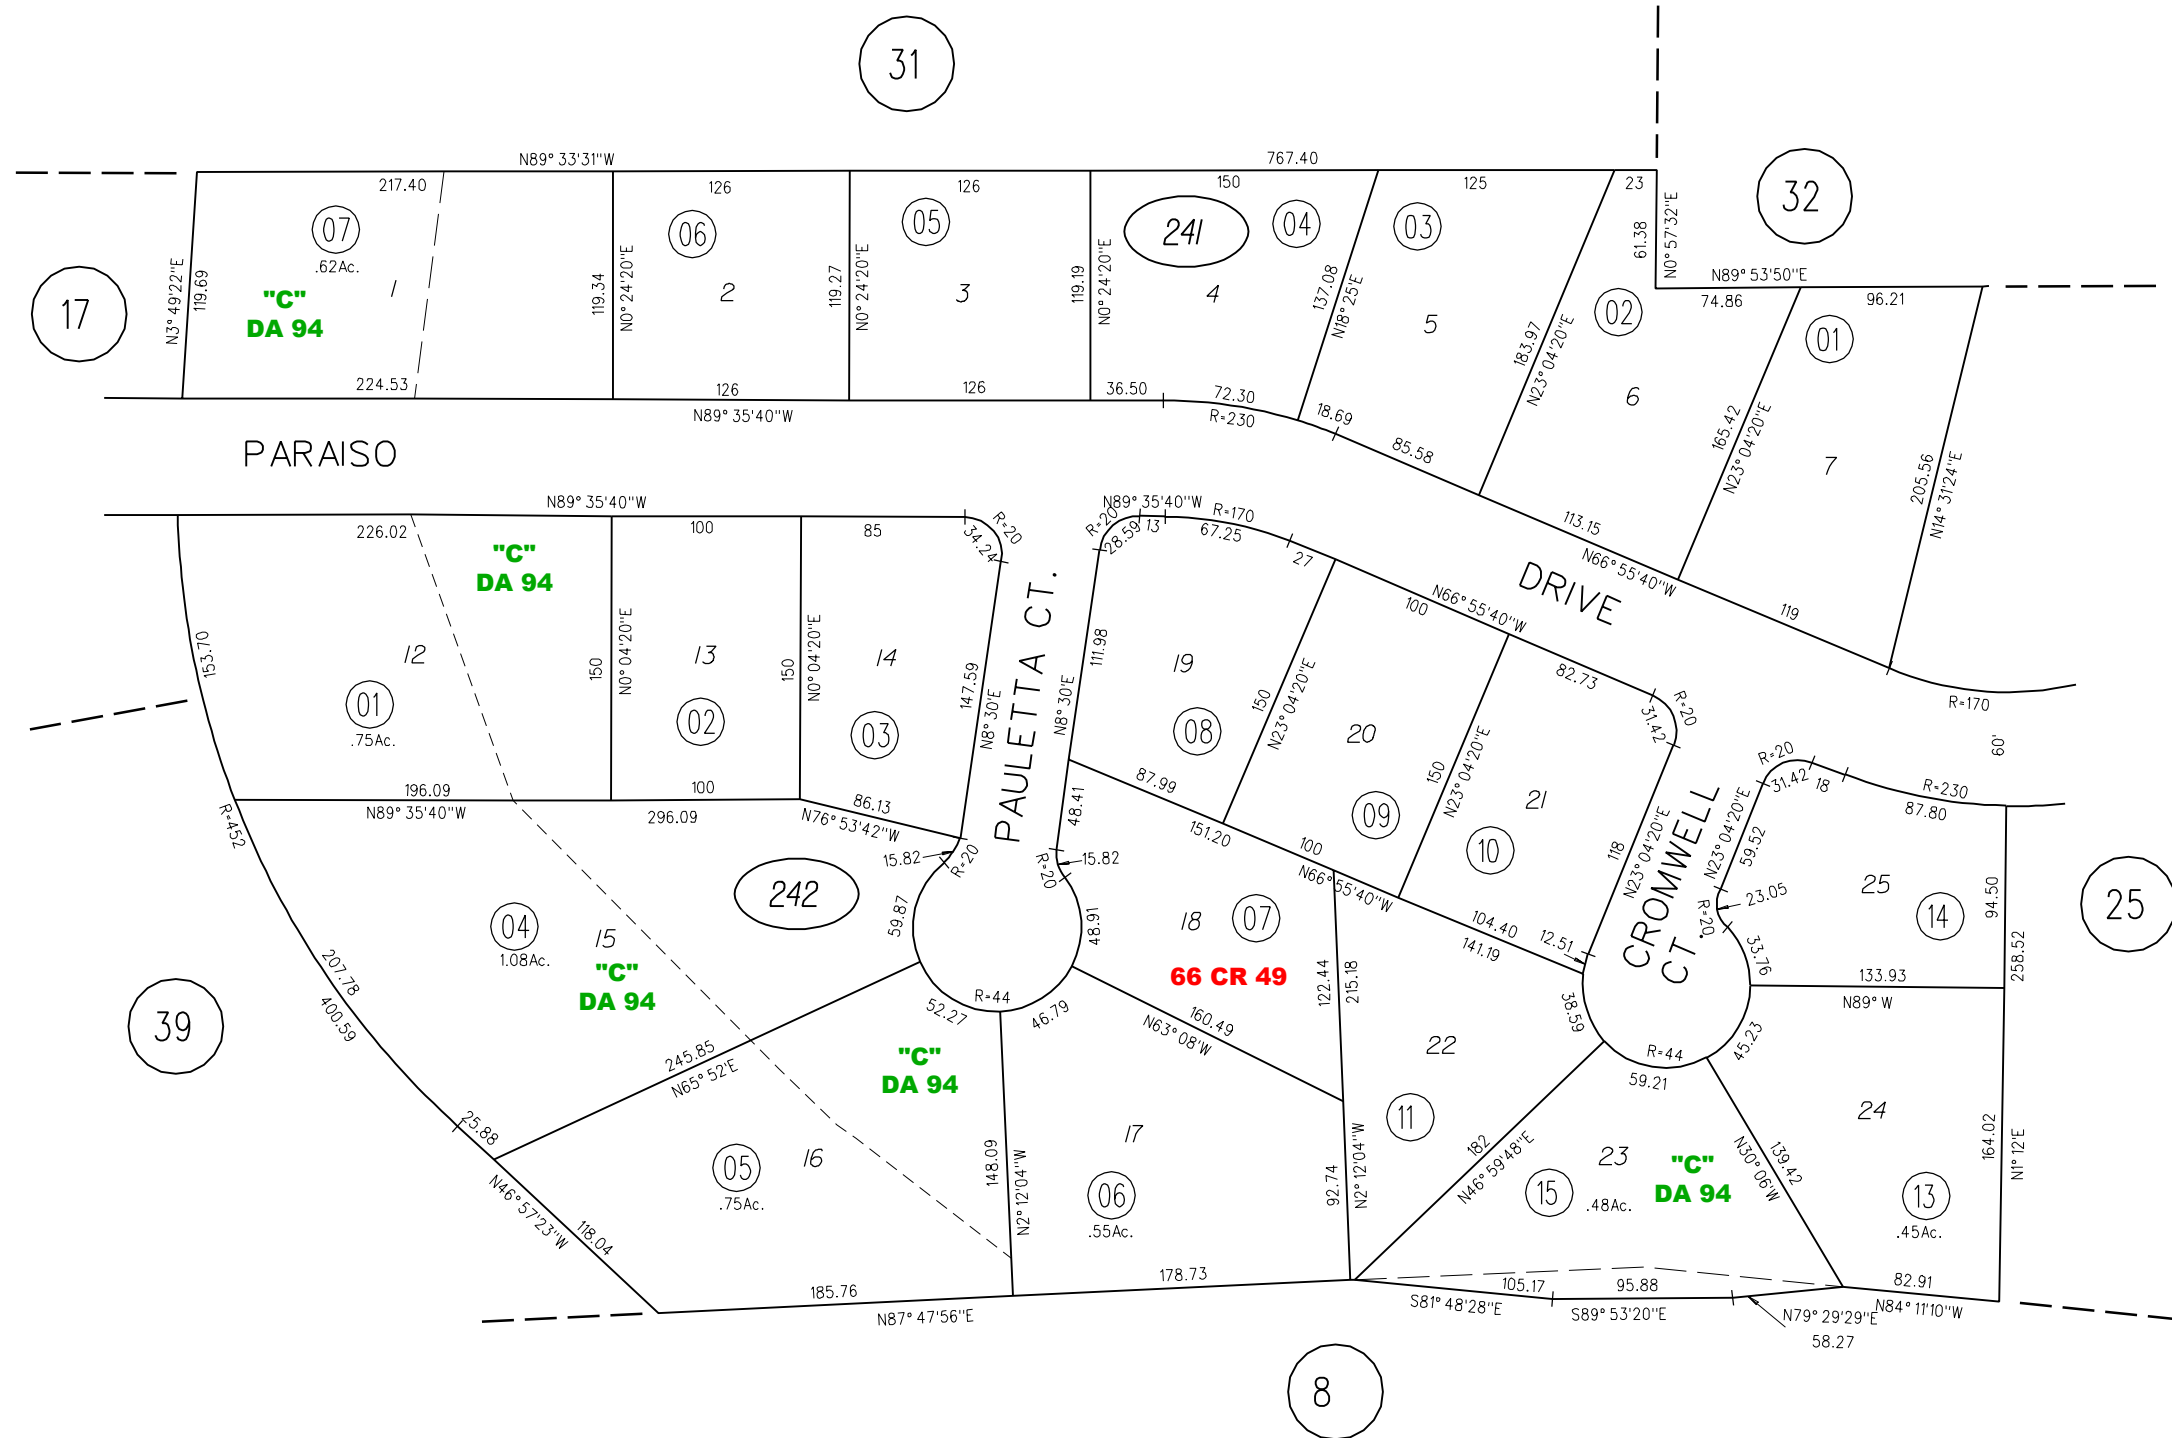 31
N89° 33'31"W
767.40
217.40
126
126
150
125
23
32
07
.62Ac.
1
"C"
DA 94
06
2
05
3
241
04
4
03
5
02
6
01
7
17
N3° 49'22"E
119.69
119.34
N0° 24'20"E
119.27
N0° 24'20"E
119.19
N0° 24'20"E
137.08
N18° 25'E
183.97
N23° 04'20"E
61.38
N0° 57'32"E
N89° 53'50"E
74.86
96.21
165.42
N23° 04'20"E
205.56
N14° 31'24"E
224.53
126
126
36.50
72.30
R=230
18.69
85.58
N89° 35'40"W
113.15
N66° 55'40"W
119
PARAISO
DRIVE
N89° 35'40"W
226.02
100
85
R=20
34.24
"C"
DA 94
N89° 35'40"W
R=20
28.59
13
R=170
67.25
27
N66° 55'40"W
100
82.73
R=20
31.42
R=170
60'
153.70
12
01
.75Ac.
150
N0° 04'20"E
13
02
150
N0° 04'20"E
14
03
147.59
N8° 30'E
PAULETTA CT.
111.98
N8° 30'E
19
08
150
N23° 04'20"E
20
09
150
N23° 04'20"E
21
10
118
N23° 04'20"E
CROMWELL
CT.
R=20
31.42
18
R=230
87.80
N23° 04'20"E
59.52
23.05
R=20
33.76
25
14
94.50
258.52
25
196.09
N89° 35'40"W
100
296.09
86.13
N76° 53'42"W
15.82
R=20
48.41
15.82
R=20
87.99
151.20
100
N66° 55'40"W
104.40
141.19
12.51
R=452
242
04
1.08Ac.
15
"C"
DA 94
59.87
48.91
R=44
52.27
46.79
18
07
66 CR 49
122.44
215.18
38.59
R=44
59.21
45.23
133.93
N89° W
39
207.78
400.59
25.88
245.85
N65° 52'E
"C"
DA 94
160.49
N63° 08'W
22
11
182
N46° 59'48"E
23
15
.48Ac.
"C"
DA 94
139.42
N30° 06'W
24
13
.45Ac.
164.02
N1° 12'E
16
05
.75Ac.
148.09
N2° 12'04"W
17
06
.55Ac.
92.74
N2° 12'04"W
N46° 57'23"W
118.04
185.76
N87° 47'56"E
178.73
105.17
95.88
82.91
S81° 48'28"E
S89° 53'20"E
N79° 29'29"E
58.27
N84° 11'10"W
8